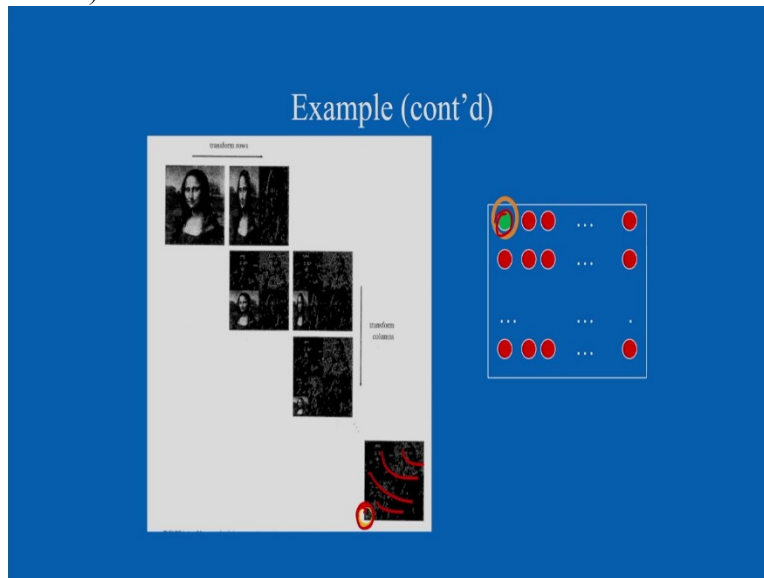 Example (cont’d)
transform rows
...
...
transform
columns
... ... .
...